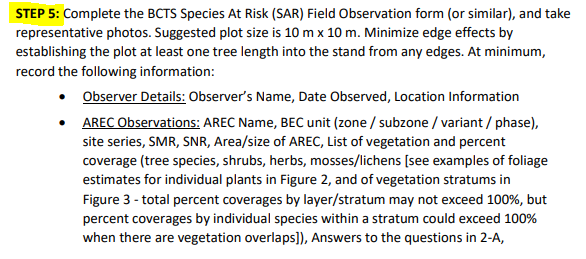 STEP 5: Complete the BCTS Species At Risk (SAR) Field Observation form (or similar), and take
representative photos. Suggested plot size is 10 m x 10 m. Minimize edge effects by
establishing the plot at least one tree length into the stand from any edges. At minimum,
record the following information:
• Observer Details: Observer's Name, Date Observed, Location Information
• AREC Observations: AREC Name, BEC unit (zone / subzone / variant / phase),
site series, SMR, SNR, Area/size of AREC, List of vegetation and percent
coverage (tree species, shrubs, herbs, mosses/lichens [see examples of foliage
estimates for individual plants in Figure 2, and of vegetation stratums in
Figure 3 - total percent coverages by layer/stratum may not exceed 100%, but
percent coverages by individual species within a stratum could exceed 100%
when there are vegetation overlaps]), Answers to the questions in 2-A,